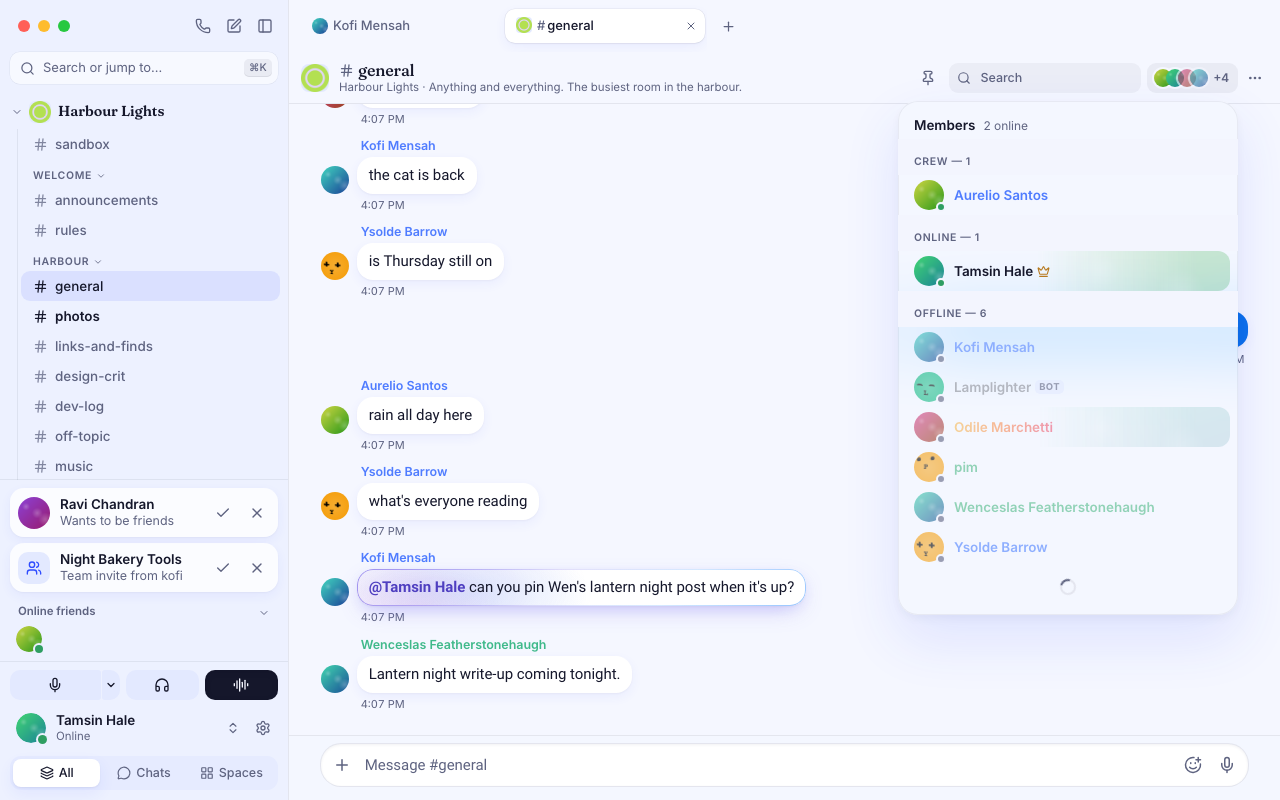 Search or jump to...
⌘K
Harbour Lights
# sandbox
WELCOME
# announcements
# rules
HARBOUR
# general
# photos
# links-and-finds
# design-crit
# dev-log
# off-topic
# music
Ravi Chandran
Wants to be friends
Night Bakery Tools
Team invite from kofi
Online friends
Tamsin Hale
Online
All
Chats
Spaces
Kofi Mensah
# general
# general
Harbour Lights · Anything and everything. The busiest room in the harbour.
Search
+4
4:07 PM
Kofi Mensah
the cat is back
4:07 PM
Ysolde Barrow
is Thursday still on
4:07 PM
Aurelio Santos
rain all day here
4:07 PM
Ysolde Barrow
what's everyone reading
4:07 PM
Kofi Mensah
@Tamsin Hale can you pin Wen's lantern night post when it's up?
4:07 PM
Wenceslas Featherstonehaugh
Lantern night write-up coming tonight.
4:07 PM
Message #general
Members 2 online
CREW — 1
Aurelio Santos
ONLINE — 1
Tamsin Hale
OFFLINE — 6
Kofi Mensah
Lamplighter BOT
Odile Marchetti
pim
Wenceslas Featherstonehaugh
Ysolde Barrow